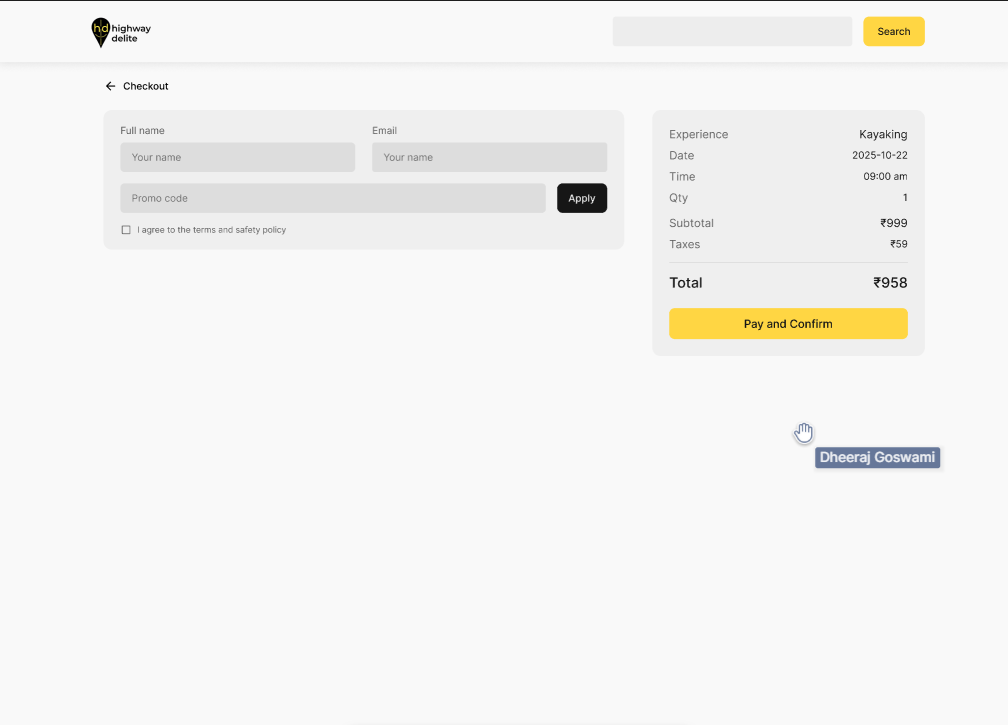 hd highway
delite
Search
Checkout
Full name
Email
Your name
Your name
Promo code
Apply
I agree to the terms and safety policy
Experience Kayaking
Date 2025-10-22
Time 09:00 am
Qty 1
Subtotal ₹999
Taxes ₹59
Total ₹958
Pay and Confirm
Dheeraj Goswami